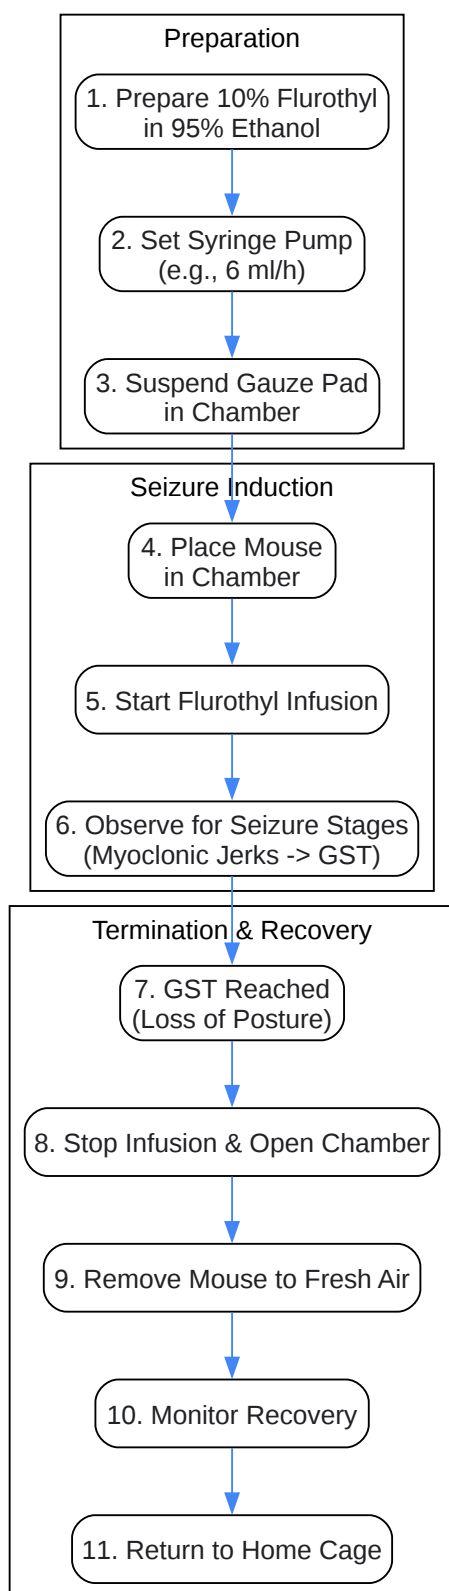 Preparation
1. Prepare 10% Flurothyl
in 95% Ethanol
2. Set Syringe Pump
(e.g., 6 ml/h)
3. Suspend Gauze Pad
in Chamber
Seizure Induction
4. Place Mouse
in Chamber
5. Start Flurothyl Infusion
6. Observe for Seizure Stages
(Myoclonic Jerks -> GST)
Termination & Recovery
7. GST Reached
(Loss of Posture)
8. Stop Infusion & Open Chamber
9. Remove Mouse to Fresh Air
10. Monitor Recovery
11. Return to Home Cage